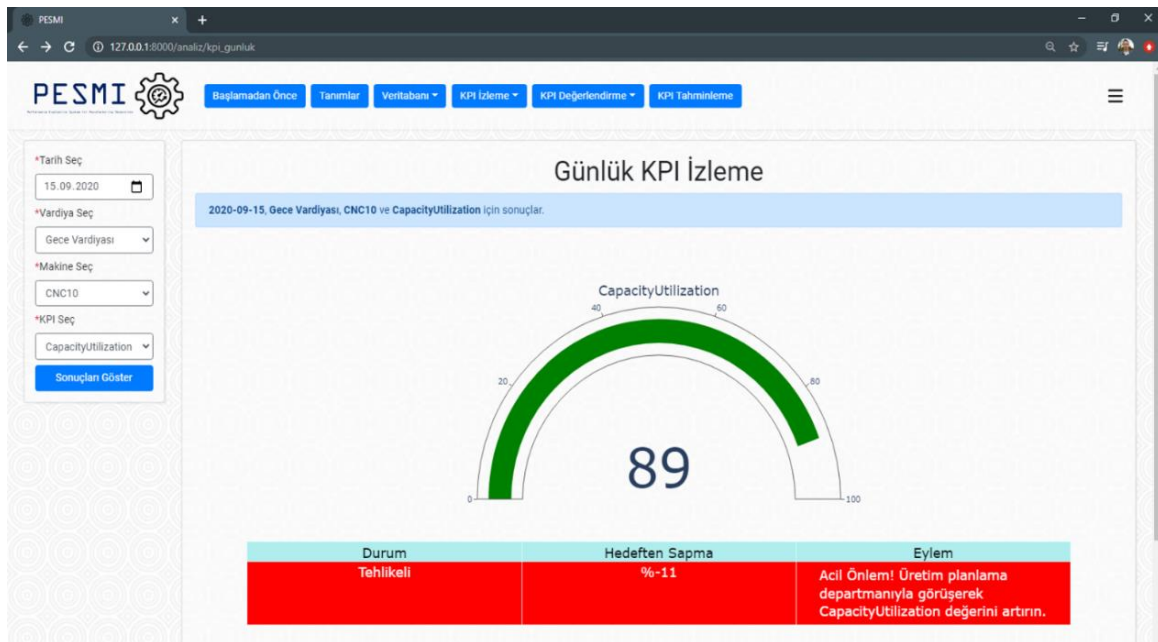 PESMI
127.0.0.1:8000/analiz/kpi_gunluk
PESMI
Başlamadan Önce Tanımlar Veritabanı KPI İzleme KPI Değerlendirme KPI Tahminleme
*Tarih Seç
15.09.2020
*Vardiya Seç
Gece Vardiyası
*Makine Seç
CNC10
*KPI Seç
CapacityUtilization
Sonuçları Göster
Günlük KPI İzleme
2020-09-15, Gece Vardiyası, CNC10 ve CapacityUtilization için sonuçlar.
CapacityUtilization
40 60
20 80
89
0 100
Durum Hedeften Sapma Eylem
Tehlikeli %-11 Acil Önlem! Üretim planlama
departmanıyla görüşerek
CapacityUtilization değerini artırın.